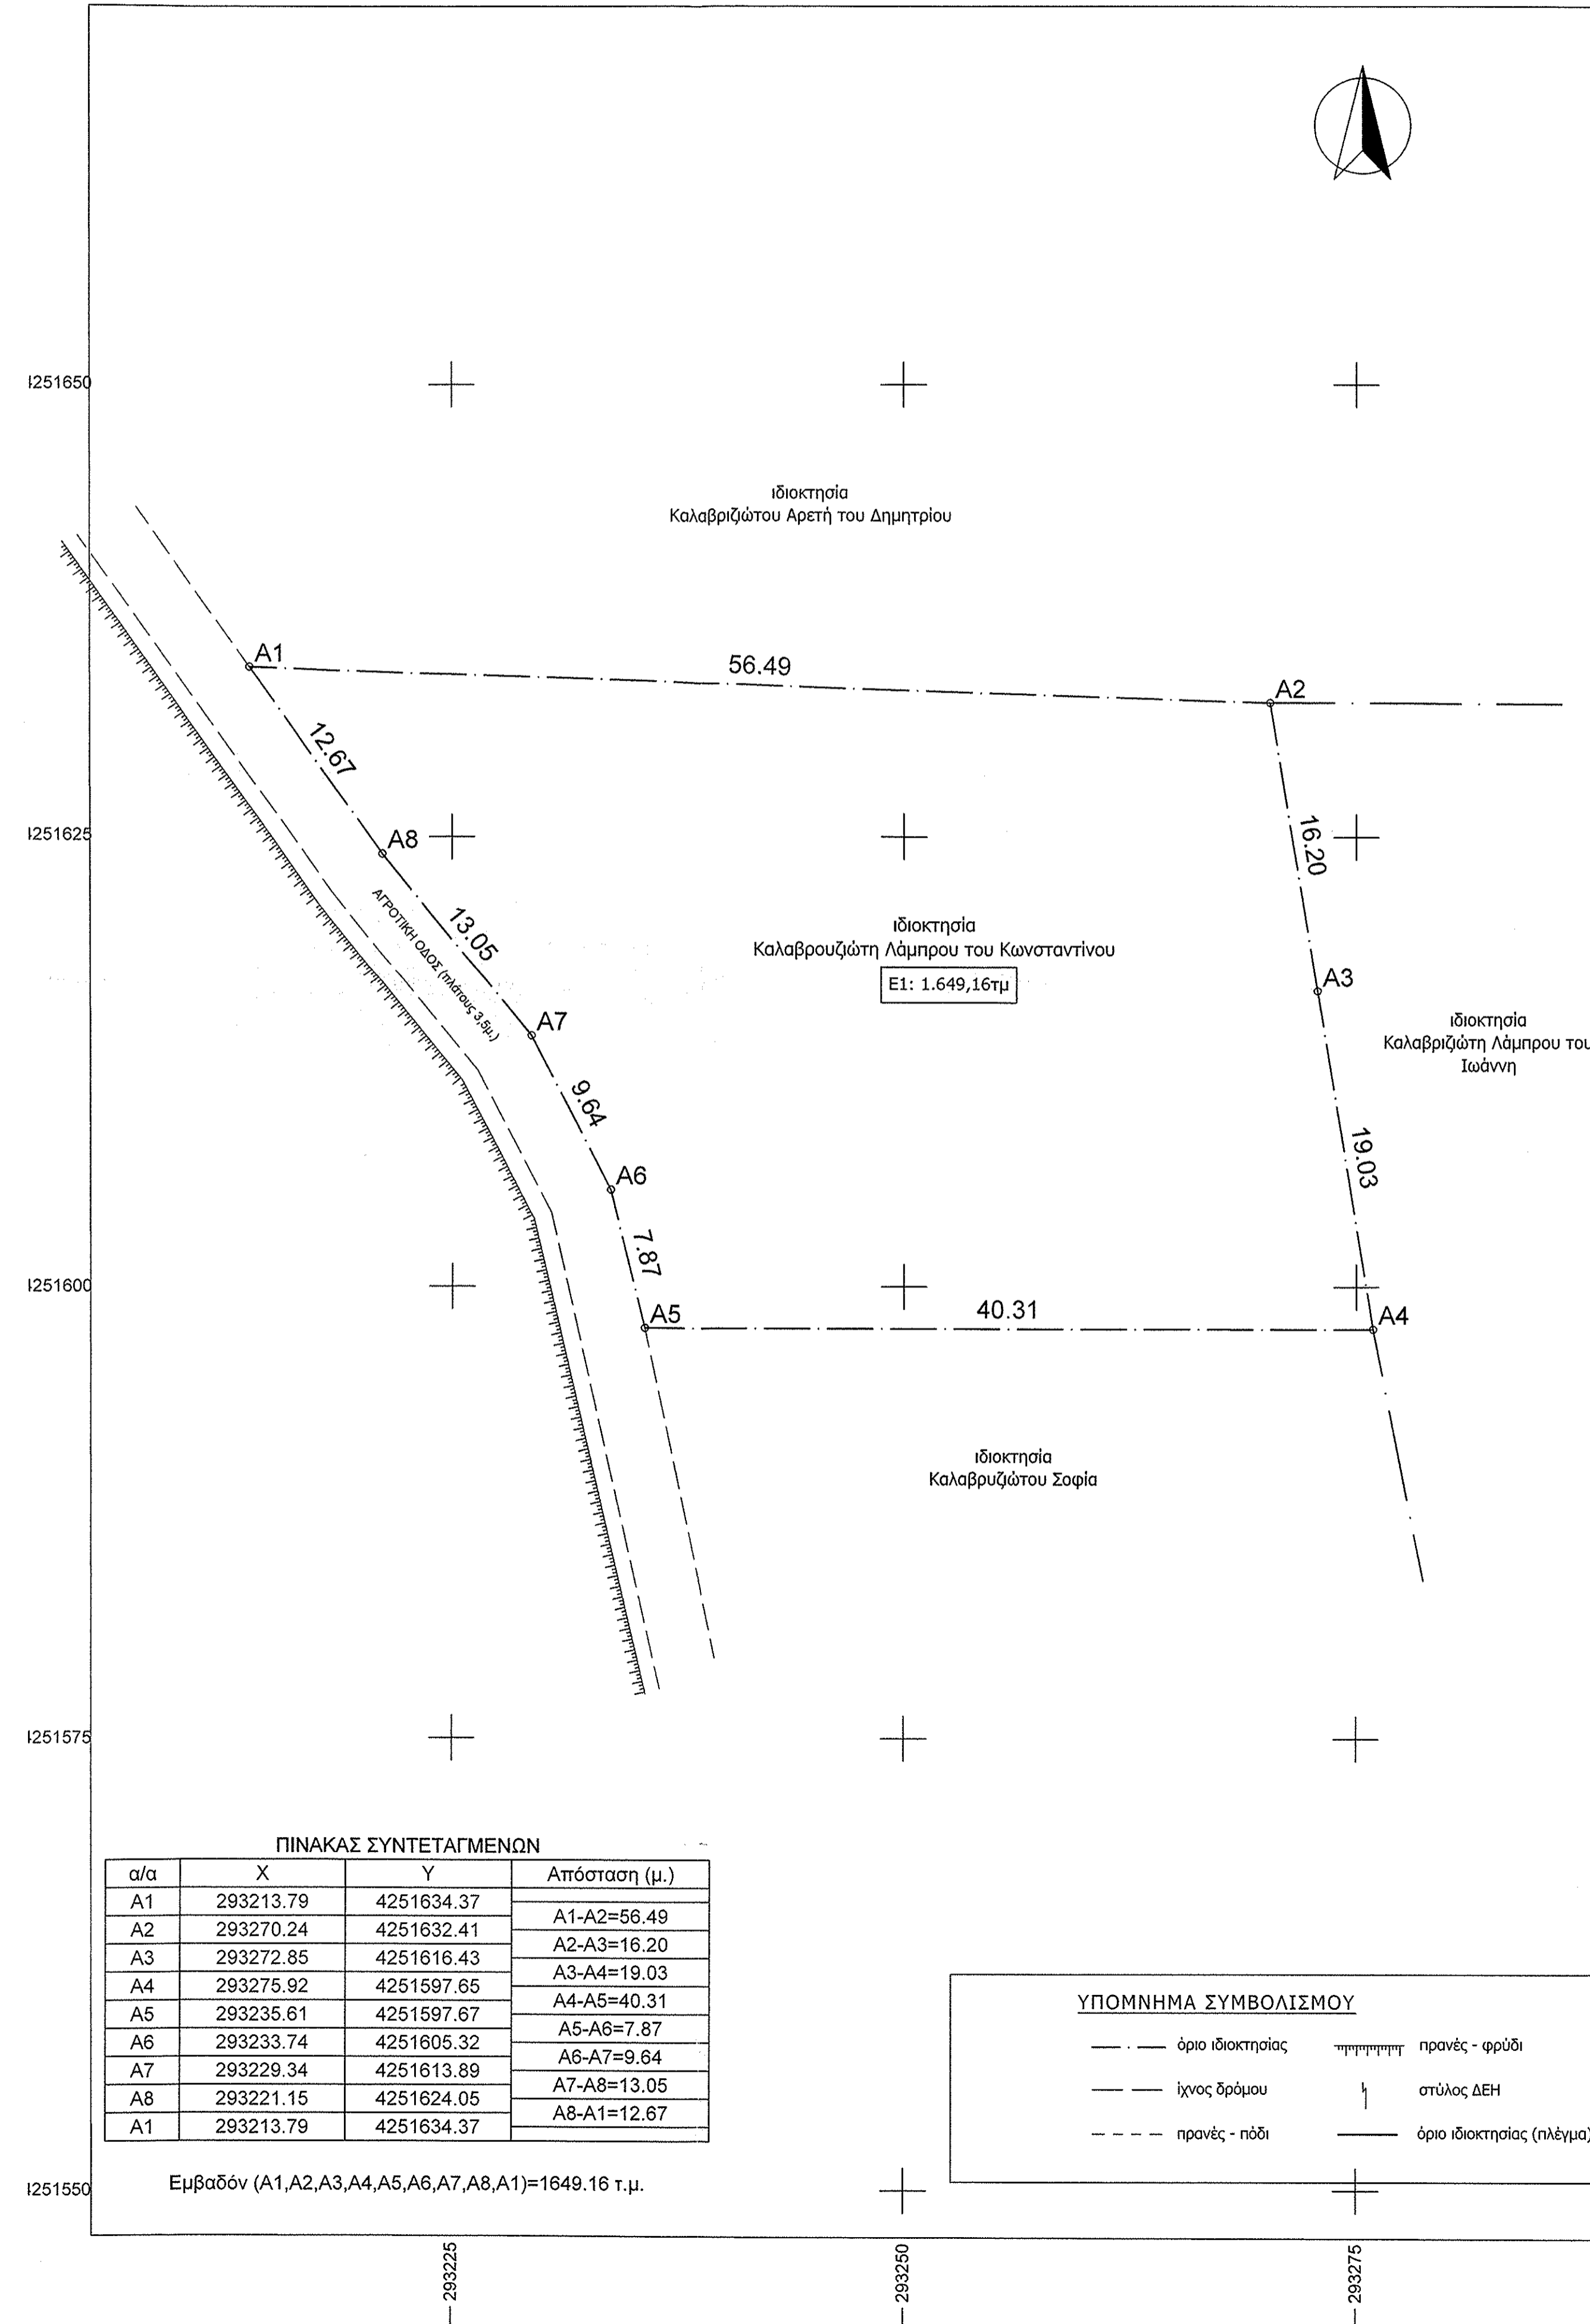 4251650
ιδιοκτησία
Καλαβριζιώτου Αρετή του Δημητρίου
A1
56.49
A2
12.67
4251625
A8
16.20
ΑΓΡΟΤΙΚΗ ΟΔΟΣ (πλάτους 3,5μ.)
13.05
ιδιοκτησία
Καλαβρουζιώτη Λάμπρου του Κωνσταντίνου
E1: 1.649,16τμ
A3
A7
ιδιοκτησία
Καλαβριζιώτη Λάμπρου του
Ιωάννη
9.64
19.03
A6
7.87
4251600
A5
40.31
A4
ιδιοκτησία
Καλαβρυζιώτου Σοφία
4251575
ΠΙΝΑΚΑΣ ΣΥΝΤΕΤΑΓΜΕΝΩΝ
α/α X Y Απόσταση (μ.)
A1 293213.79 4251634.37
A1-A2=56.49
A2 293270.24 4251632.41
A2-A3=16.20
A3 293272.85 4251616.43
A3-A4=19.03
A4 293275.92 4251597.65
A4-A5=40.31
A5 293235.61 4251597.67
A5-A6=7.87
A6 293233.74 4251605.32
A6-A7=9.64
A7 293229.34 4251613.89
A7-A8=13.05
A8 293221.15 4251624.05
A8-A1=12.67
A1 293213.79 4251634.37
Εμβαδόν (A1,A2,A3,A4,A5,A6,A7,A8,A1)=1649.16 τ.μ.
ΥΠΟΜΝΗΜΑ ΣΥΜΒΟΛΙΣΜΟΥ
όριο ιδιοκτησίας
πρανές - φρύδι
ίχνος δρόμου
στύλος ΔΕΗ
πρανές - πόδι
όριο ιδιοκτησίας (πλέγμα)
4251550
293225
293250
293275